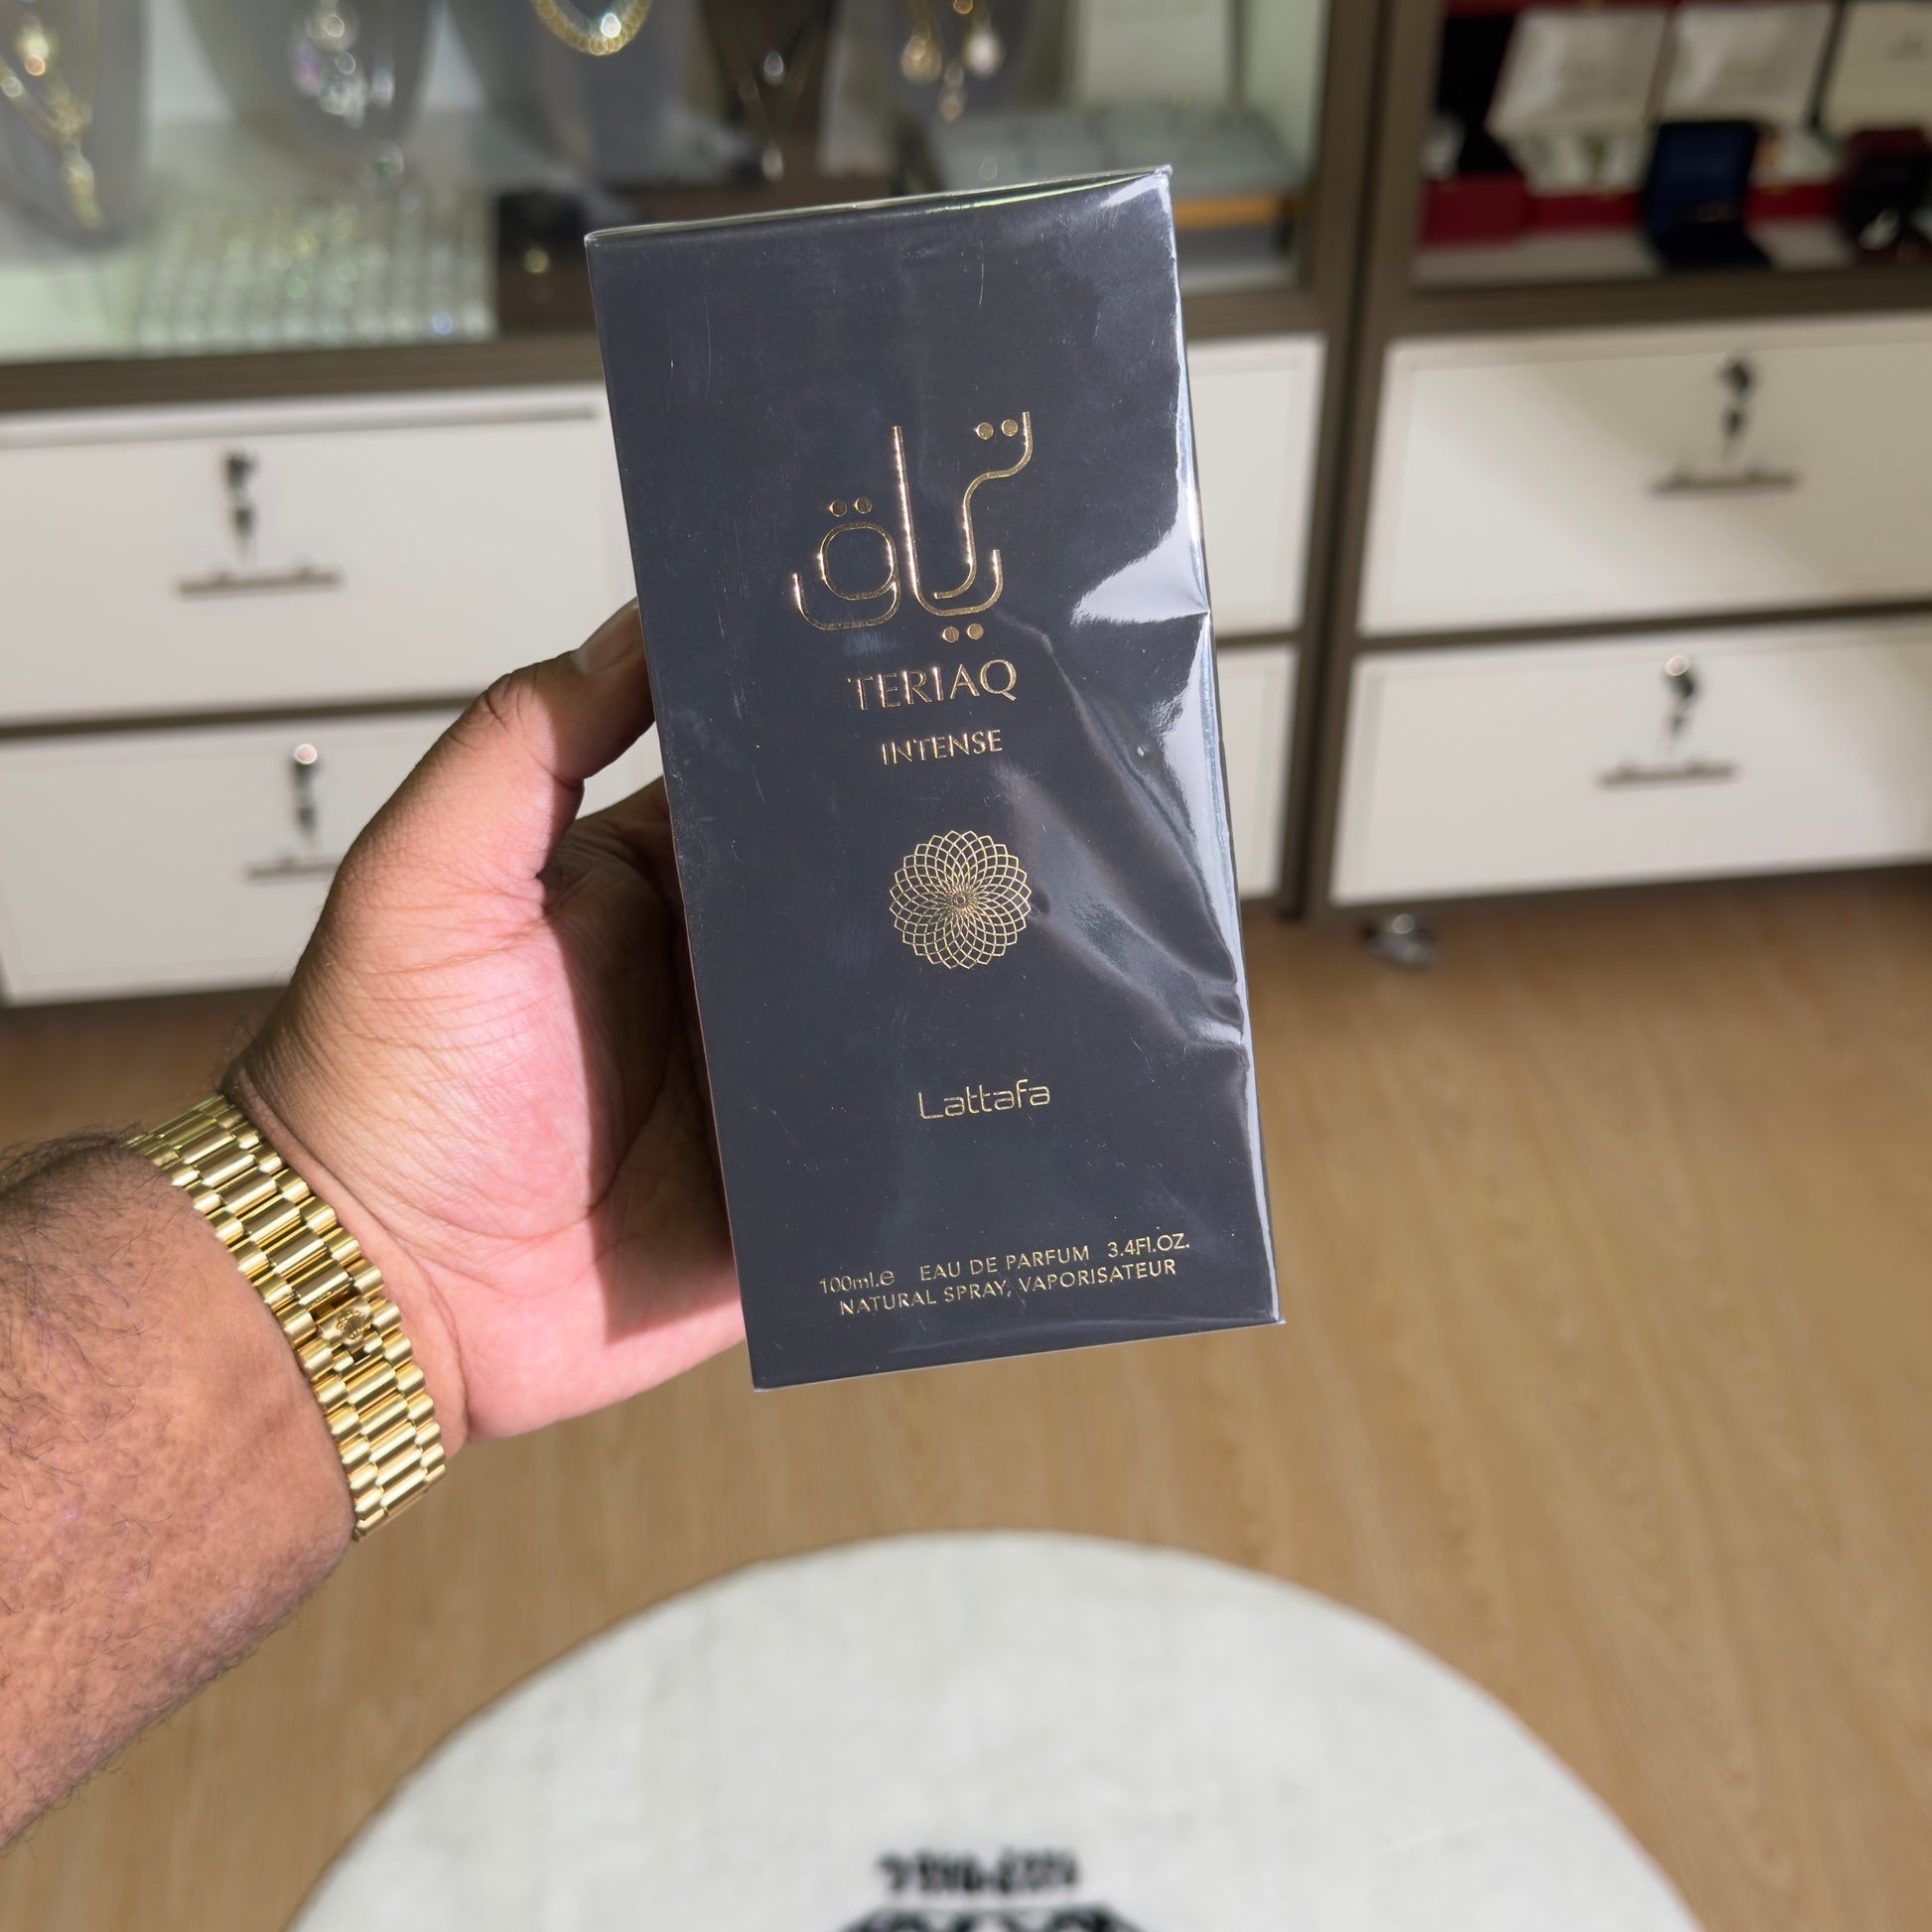 ترياق
TERIAQ
INTENSE
Lattafa
100ml.e EAU DE PARFUM 3.4Fl.OZ.
NATURAL SPRAY, VAPORISATEUR